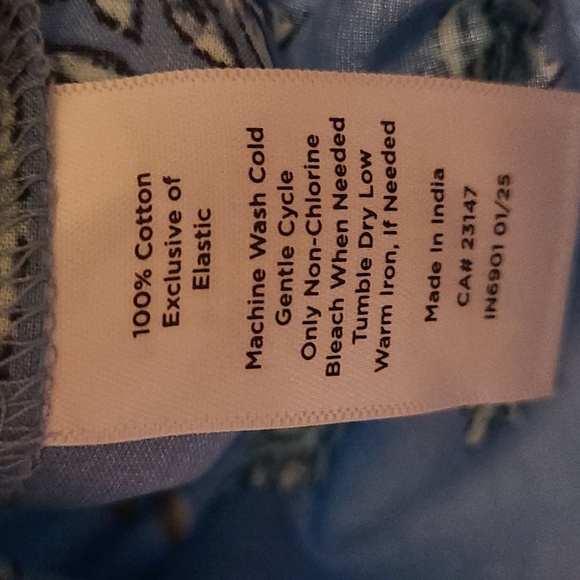 100% Cotton
Exclusive of
Elastic
Machine Wash Cold
Gentle Cycle
Only Non-Chlorine
Bleach When Needed
Tumble Dry Low
Warm Iron, If Needed
Made In India
CA# 23147
IN6901 01/25